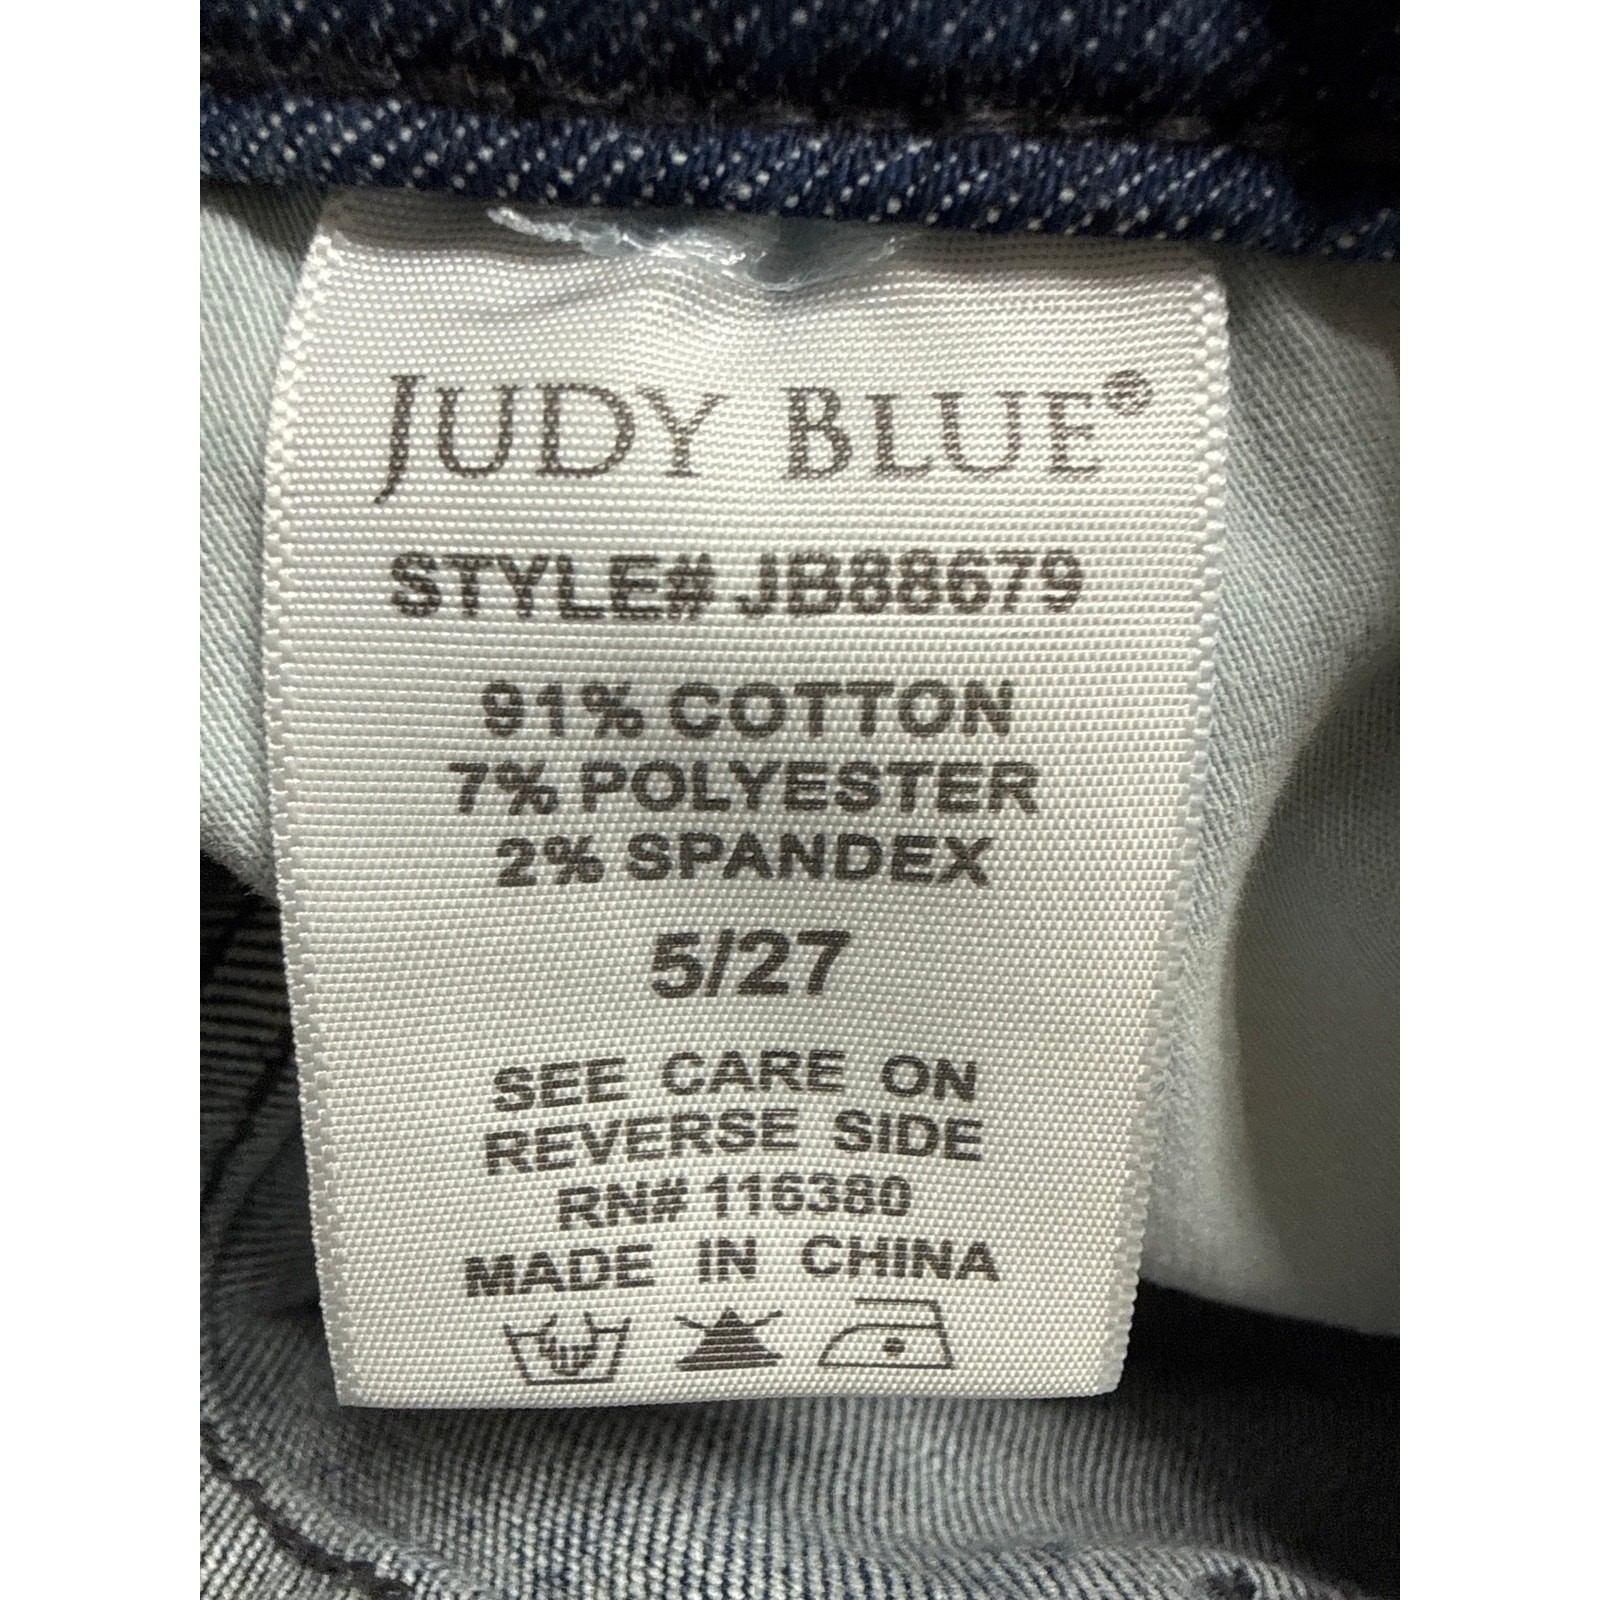 JUDY BLUE®
STYLE# JB88679
91% COTTON
7% POLYESTER
2% SPANDEX
5/27
SEE CARE ON
REVERSE SIDE
RN# 116380
MADE IN CHINA